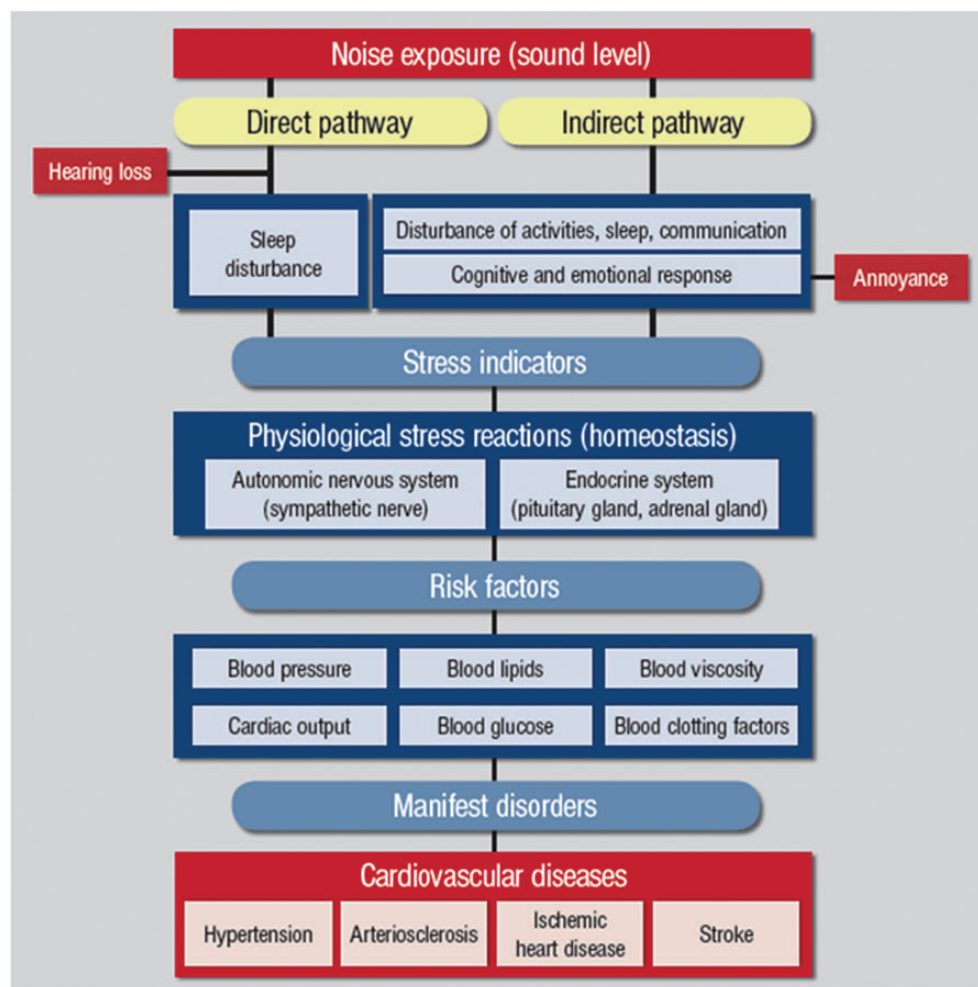 Noise exposure (sound level)
Direct pathway
Indirect pathway
Hearing loss
Sleep
disturbance
Disturbance of activities, sleep, communication
Cognitive and emotional response
Annoyance
Stress indicators
Physiological stress reactions (homeostasis)
Autonomic nervous system
(sympathetic nerve)
Endocrine system
(pituitary gland, adrenal gland)
Risk factors
Blood pressure
Blood lipids
Blood viscosity
Cardiac output
Blood glucose
Blood clotting factors
Manifest disorders
Cardiovascular diseases
Hypertension
Arteriosclerosis
Ischemic
heart disease
Stroke